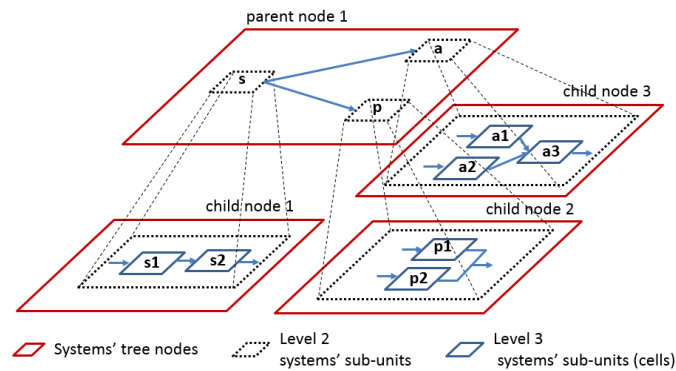 parent node 1
a
s
p
child node 3
a1
a2
a3
child node 1
child node 2
s1
s2
p1
p2
Systems' tree nodes
Level 2
systems' sub-units
Level 3
systems' sub-units (cells)